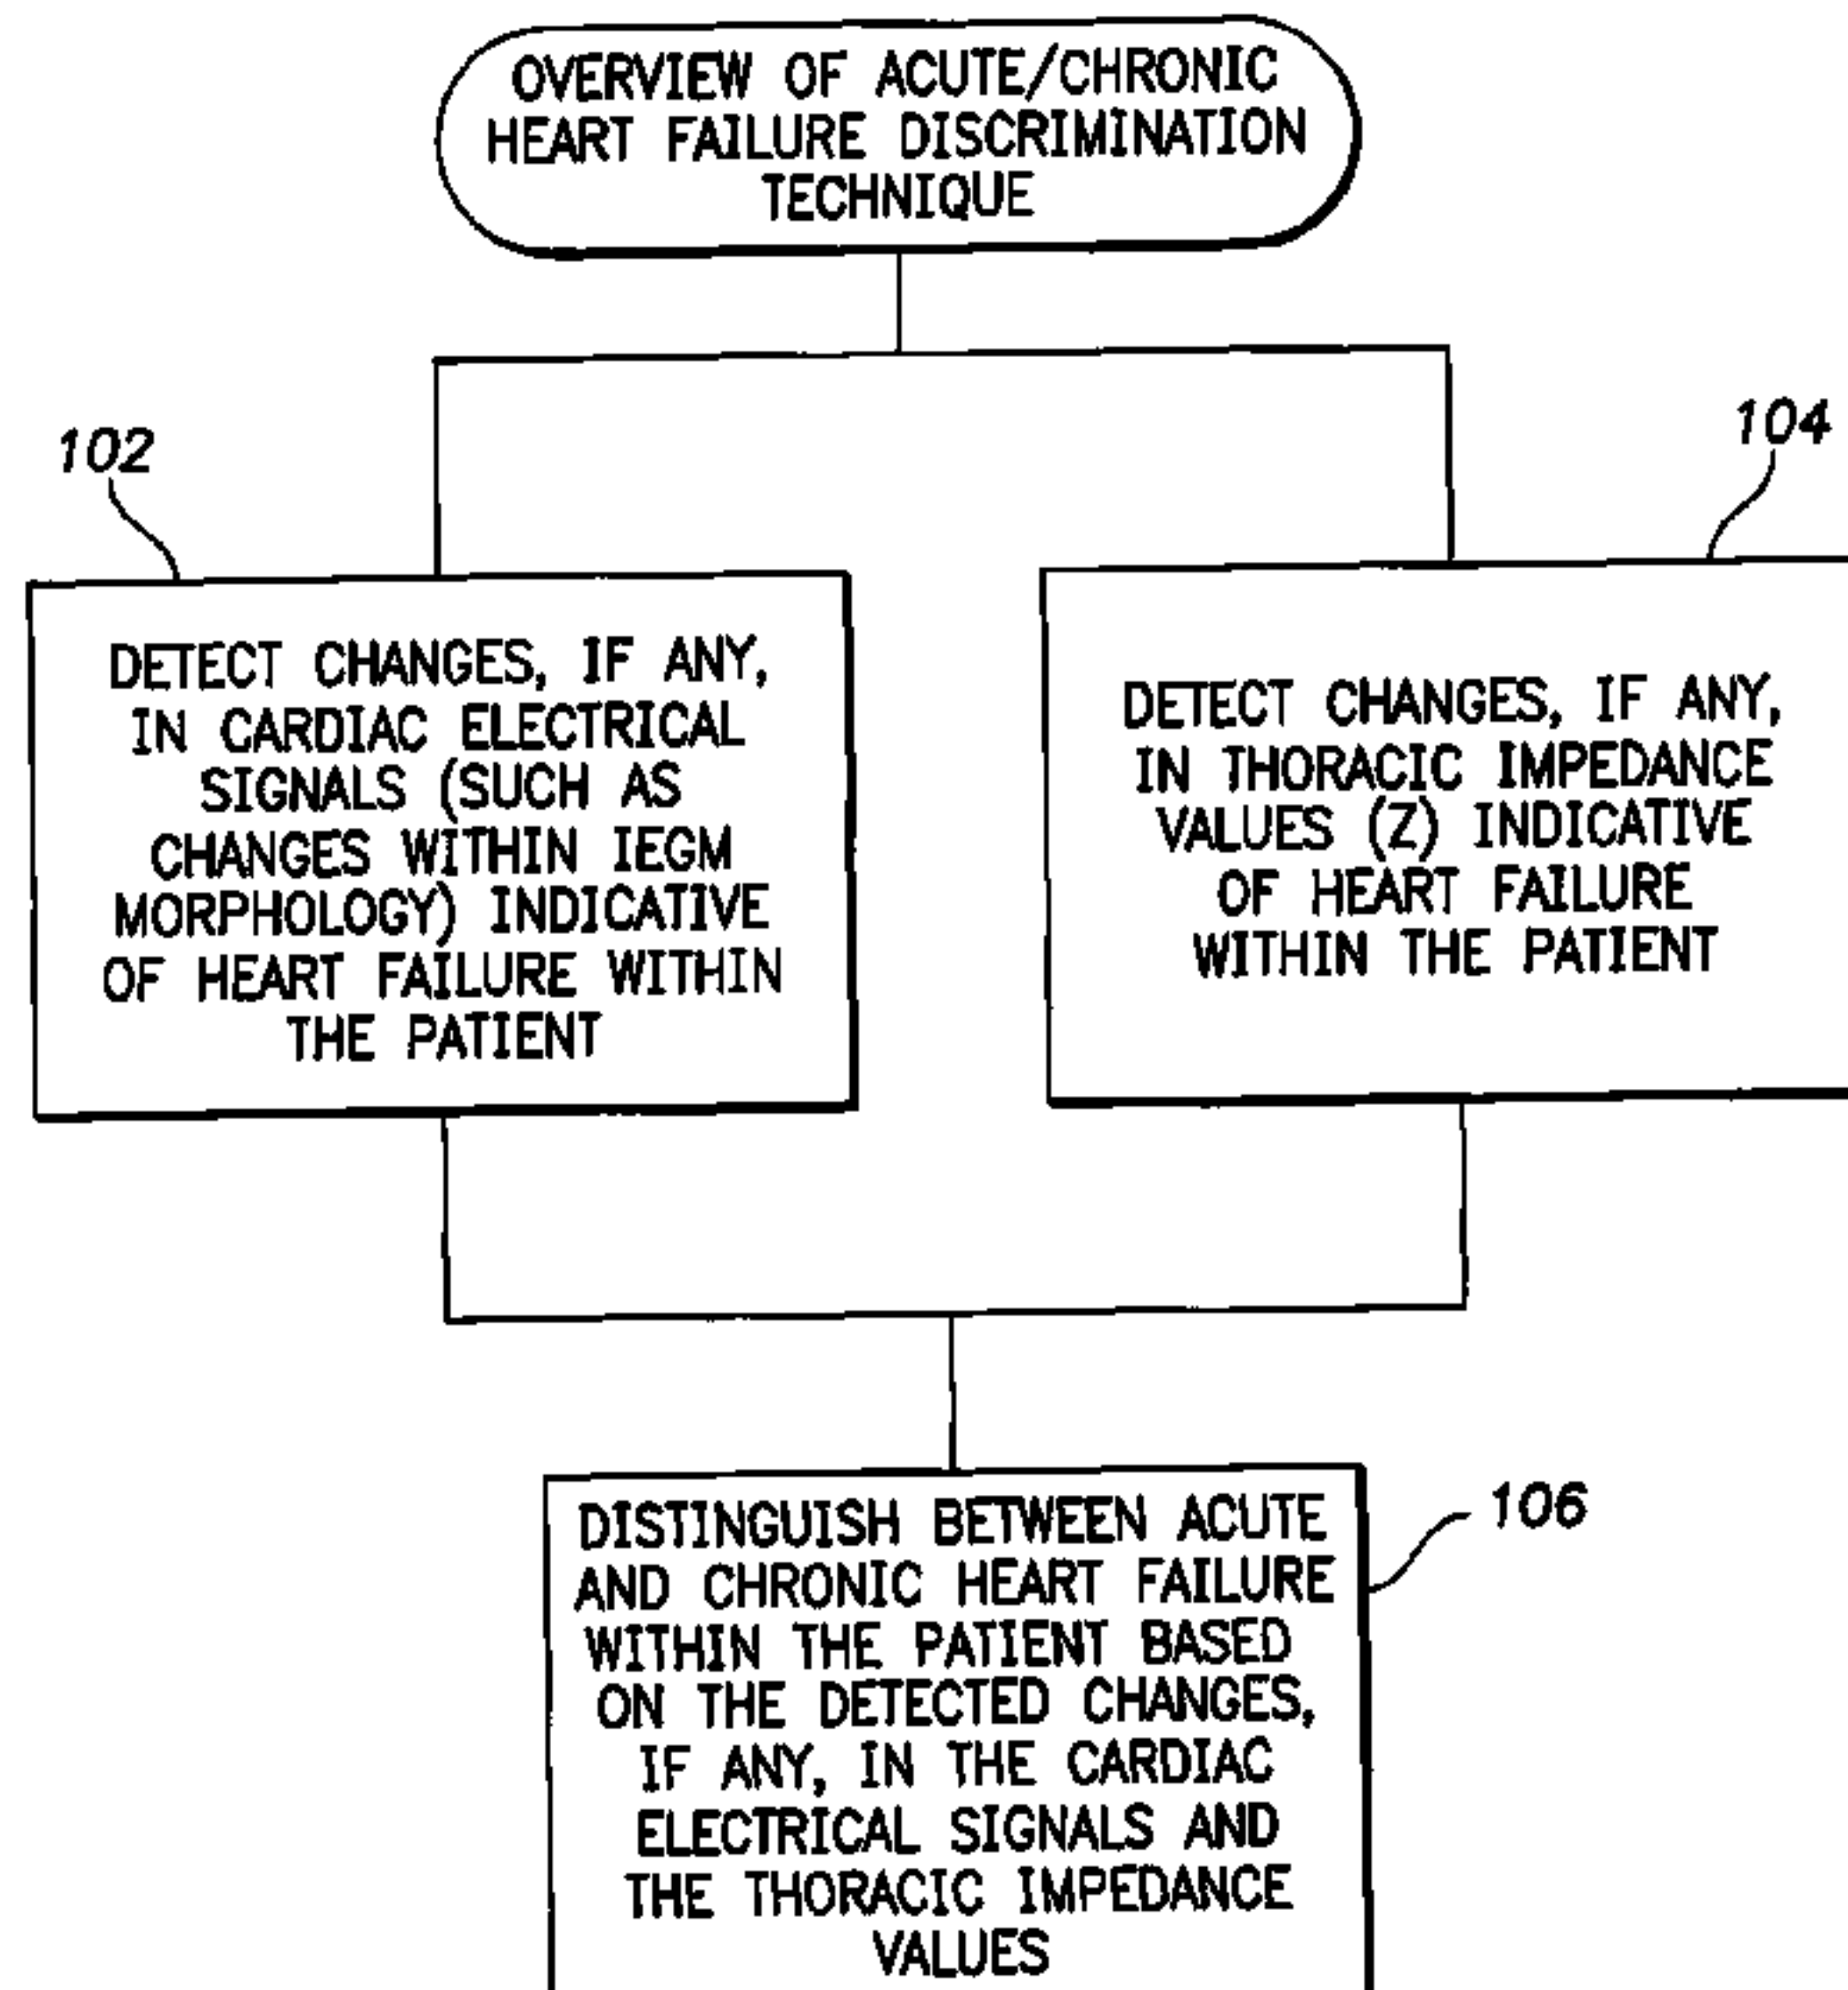 OVERVIEW OF ACUTE/CHRONIC
HEART FAILURE DISCRIMINATION
TECHNIQUE
102
DETECT CHANGES, IF ANY,
IN CARDIAC ELECTRICAL
SIGNALS (SUCH AS
CHANGES WITHIN IEGM
MORPHOLOGY) INDICATIVE
OF HEART FAILURE WITHIN
THE PATIENT
104
DETECT CHANGES, IF ANY,
IN THORACIC IMPEDANCE
VALUES (Z) INDICATIVE
OF HEART FAILURE
WITHIN THE PATIENT
106
DISTINGUISH BETWEEN ACUTE
AND CHRONIC HEART FAILURE
WITHIN THE PATIENT BASED
ON THE DETECTED CHANGES,
IF ANY, IN THE CARDIAC
ELECTRICAL SIGNALS AND
THE THORACIC IMPEDANCE
VALUES